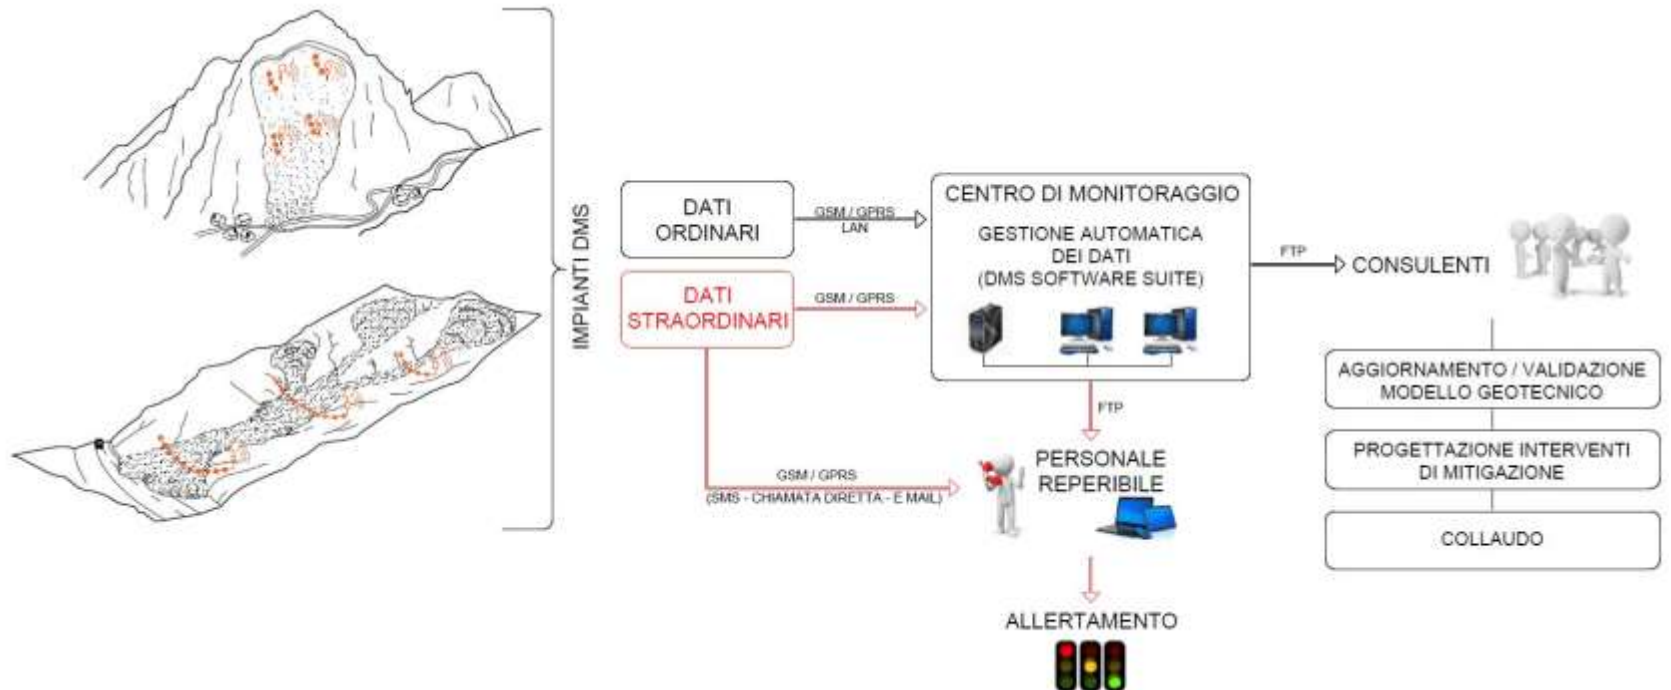 IMPIANTI DMS
DATI
ORDINARI
GSM / GPRS
LAN
DATI
STRAORDINARI
GSM / GPRS
CENTRO DI MONITORAGGIO
GESTIONE AUTOMATICA
DEI DATI
(DMS SOFTWARE SUITE)
FTP
CONSULENTI
AGGIORNAMENTO / VALIDAZIONE
MODELLO GEOTECNICO
PROGETTAZIONE INTERVENTI
DI MITIGAZIONE
COLLAUDO
FTP
GSM / GPRS
(SMS - CHIAMATA DIRETTA - E MAIL)
PERSONALE
REPERIBILE
ALLERTAMENTO